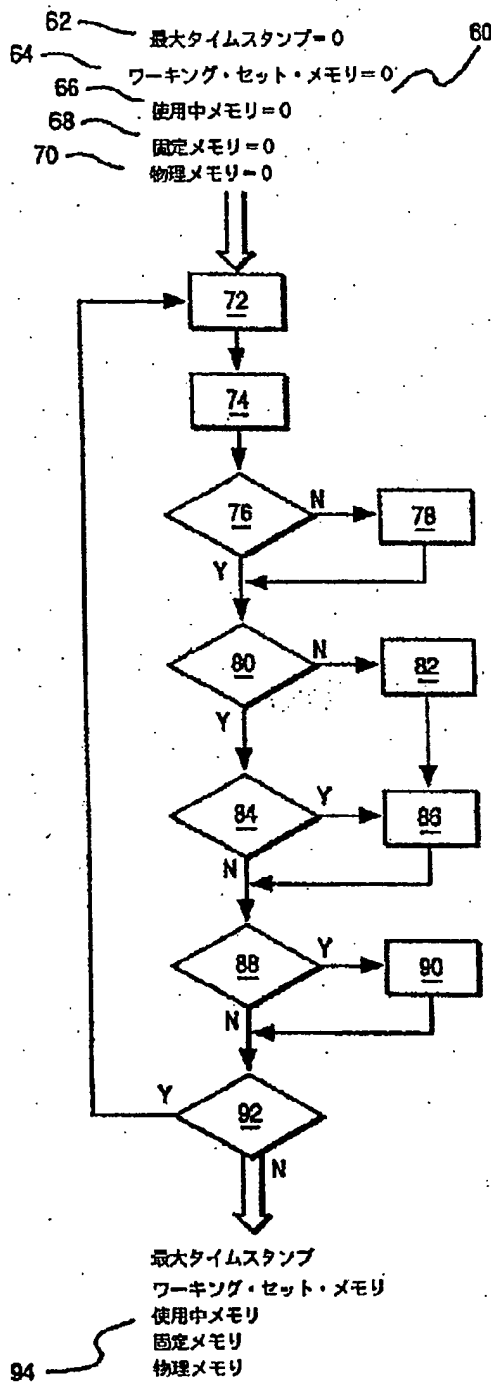 62 最大タイムスタンプ=0 60
64 ワーキング・セット・メモリ=0
66 使用中メモリ=0
68 固定メモリ=0
70 物理メモリ=0
72
74
76 N 78
Y
80 N 82
Y
84 Y 86
N
88 Y 90
N
Y 92
N
最大タイムスタンプ
ワーキング・セット・メモリ
使用中メモリ
固定メモリ
94 物理メモリ